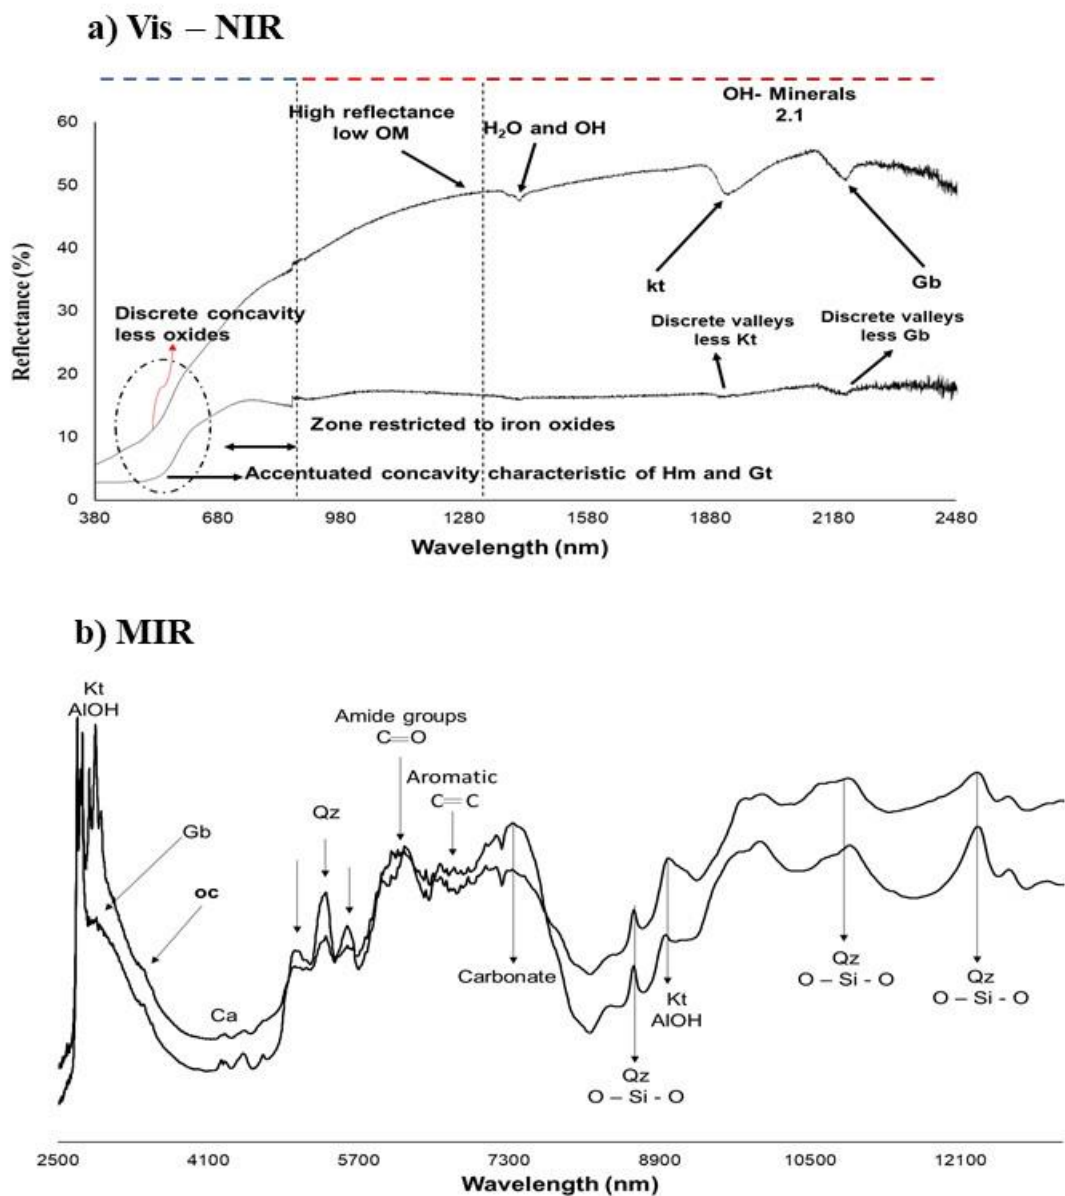 a) Vis – NIR
OH- Minerals
2.1
High reflectance
low OM
H₂O and OH
60
50
40
30
20
10
0
Reflectance (%)
kt
Gb
Discrete concavity
less oxides
Discrete valleys
less Kt
Discrete valleys
less Gb
Zone restricted to iron oxides
Accentuated concavity characteristic of Hm and Gt
380 680 980 1280 1580 1880 2180 2480
Wavelength (nm)
b) MIR
Kt
AlOH
Amide groups
C=O
Aromatic
C=C
Qz
Gb
oc
Ca
Carbonate
Kt
AlOH
Qz
O – Si - O
Qz
O – Si - O
Qz
O – Si - O
2500 4100 5700 7300 8900 10500 12100
Wavelength (nm)